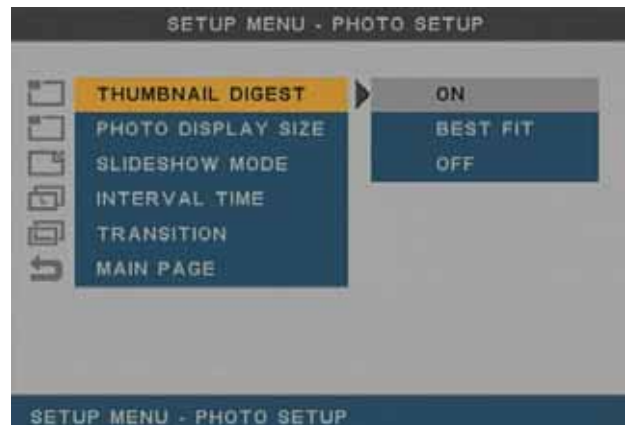 SETUP MENU - PHOTO SETUP
THUMBNAIL DIGEST ON
PHOTO DISPLAY SIZE BEST FIT
SLIDESHOW MODE OFF
INTERVAL TIME
TRANSITION
MAIN PAGE
SETUP MENU - PHOTO SETUP